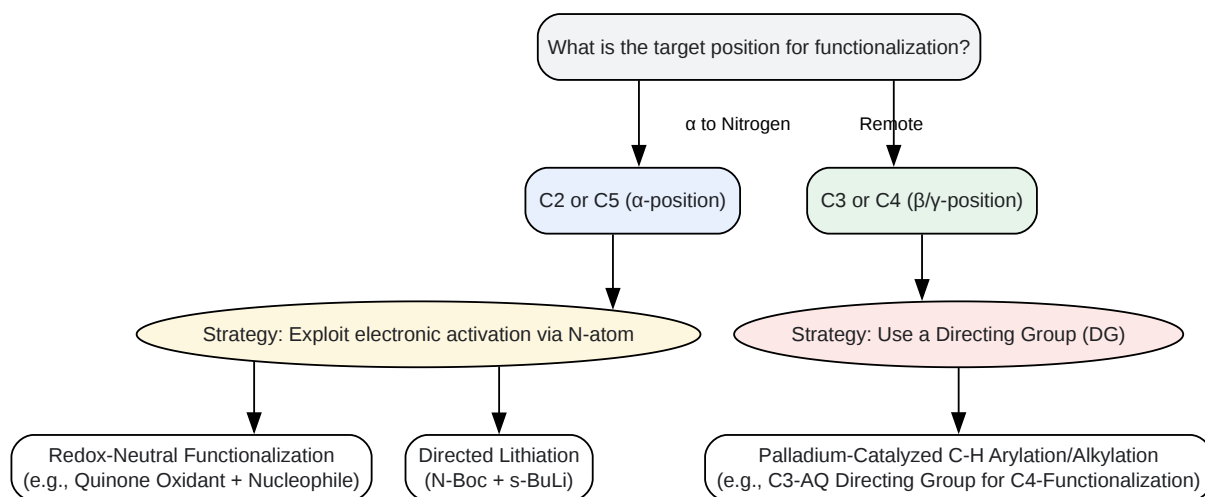 What is the target position for functionalization?
α to Nitrogen
Remote
C2 or C5 (α-position)
C3 or C4 (β/γ-position)
Strategy: Exploit electronic activation via N-atom
Strategy: Use a Directing Group (DG)
Redox-Neutral Functionalization
(e.g., Quinone Oxidant + Nucleophile)
Directed Lithiation
(N-Boc + s-BuLi)
Palladium-Catalyzed C-H Arylation/Alkylation
(e.g., C3-AQ Directing Group for C4-Functionalization)